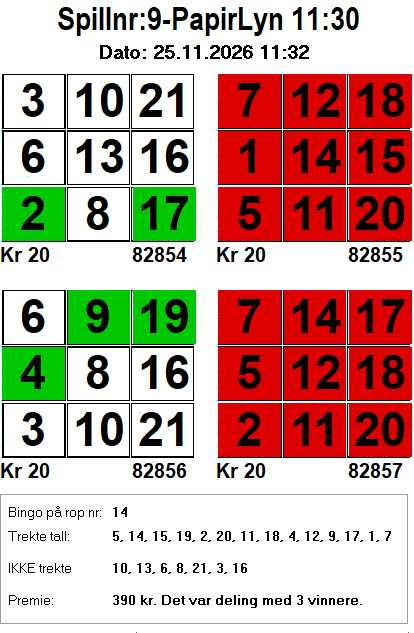 Spillnr:9-PapirLyn 11:30
Dato: 25.11.2026 11:32
3 10 21 7 12 18
6 13 16 1 14 15
2 8 17 5 11 20
Kr 20 82854 Kr 20 82855
6 9 19 7 14 17
4 8 16 5 12 18
3 10 21 2 11 20
Kr 20 82856 Kr 20 82857
Bingo på rop nr: 14
Trekte tall: 5, 14, 15, 19, 2, 20, 11, 18, 4, 12, 9, 17, 1, 7
IKKE trekte 10, 13, 6, 8, 21, 3, 16
Premie: 390 kr. Det var deling med 3 vinnere.